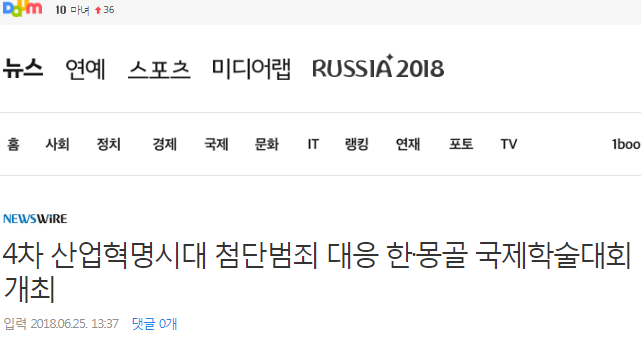 Daum 10 마녀 36
뉴스 연예 스포츠 미디어랩 RUSSIA 2018
홈 사회 정치 경제 국제 문화 IT 랭킹 연재 포토 TV 1boo
NEWSWiRE
4차 산업혁명시대 첨단범죄 대응 한·몽골 국제학술대회
개최
입력 2018.06.25. 13:37 댓글 0개